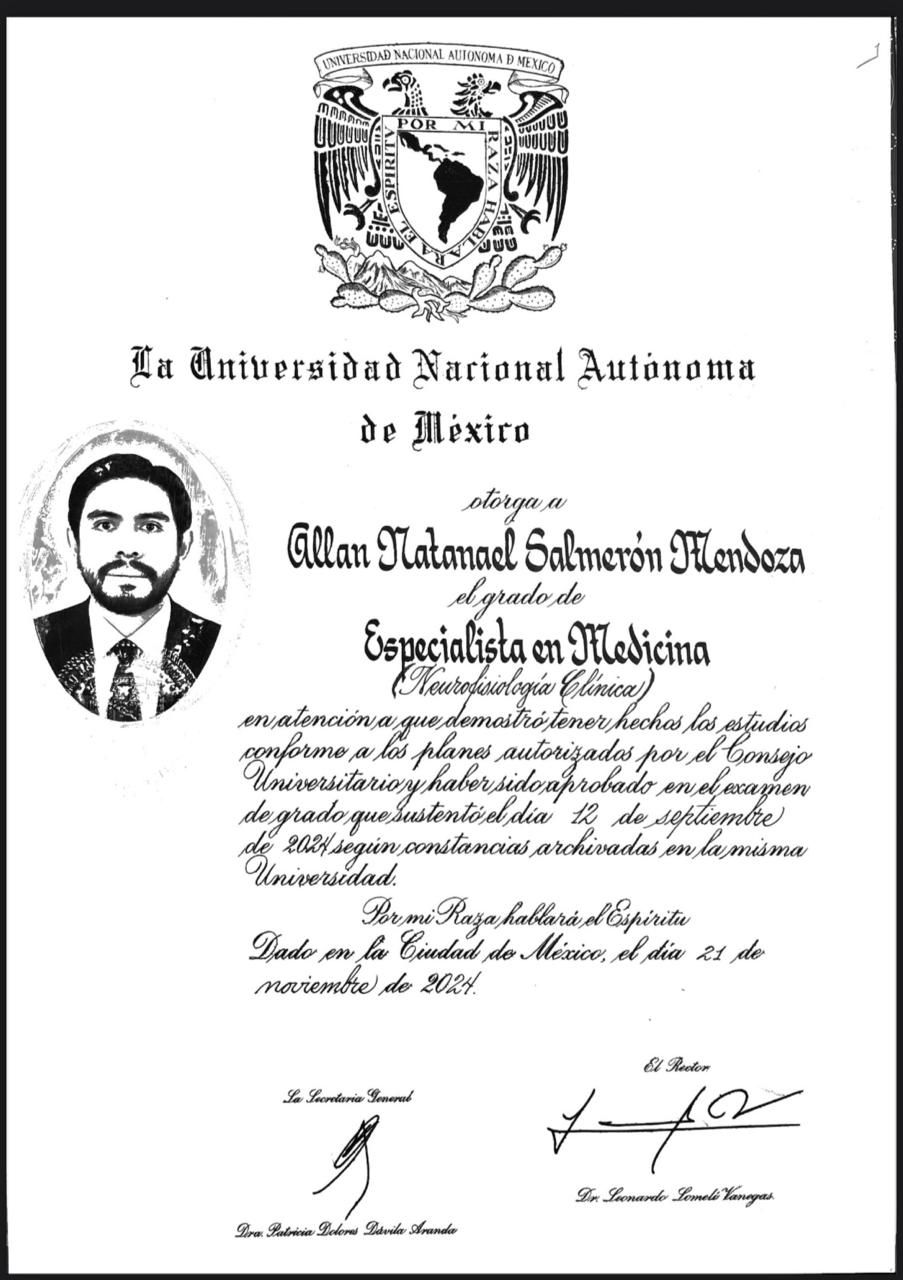 UNIVERSIDAD NACIONAL AUTONOMA D MEXICO
POR MI RAZA HABLARA EL ESPIRITV
La Universidad Nacional Autónoma
de México
otorga a
Allan Natanael Salmerón Mendoza
el grado de
Especialista en Medicina
(Neurofisiología Clínica)
en atención a que demostró tener hechos los estudios
conforme a los planes autorizados por el Consejo
Universitario y haber sido aprobado en el examen
de grado que sustentó el día 12 de septiembre
de 2024 según constancias archivadas en la misma
Universidad.
Por mi Raza hablará el Espíritu
Dado en la Ciudad de México, el día 21 de
noviembre de 2024.
El Rector
La Secretaria General
Dr. Leonardo Lomelí Vanegas
Dra. Patricia Dolores Dávila Aranda